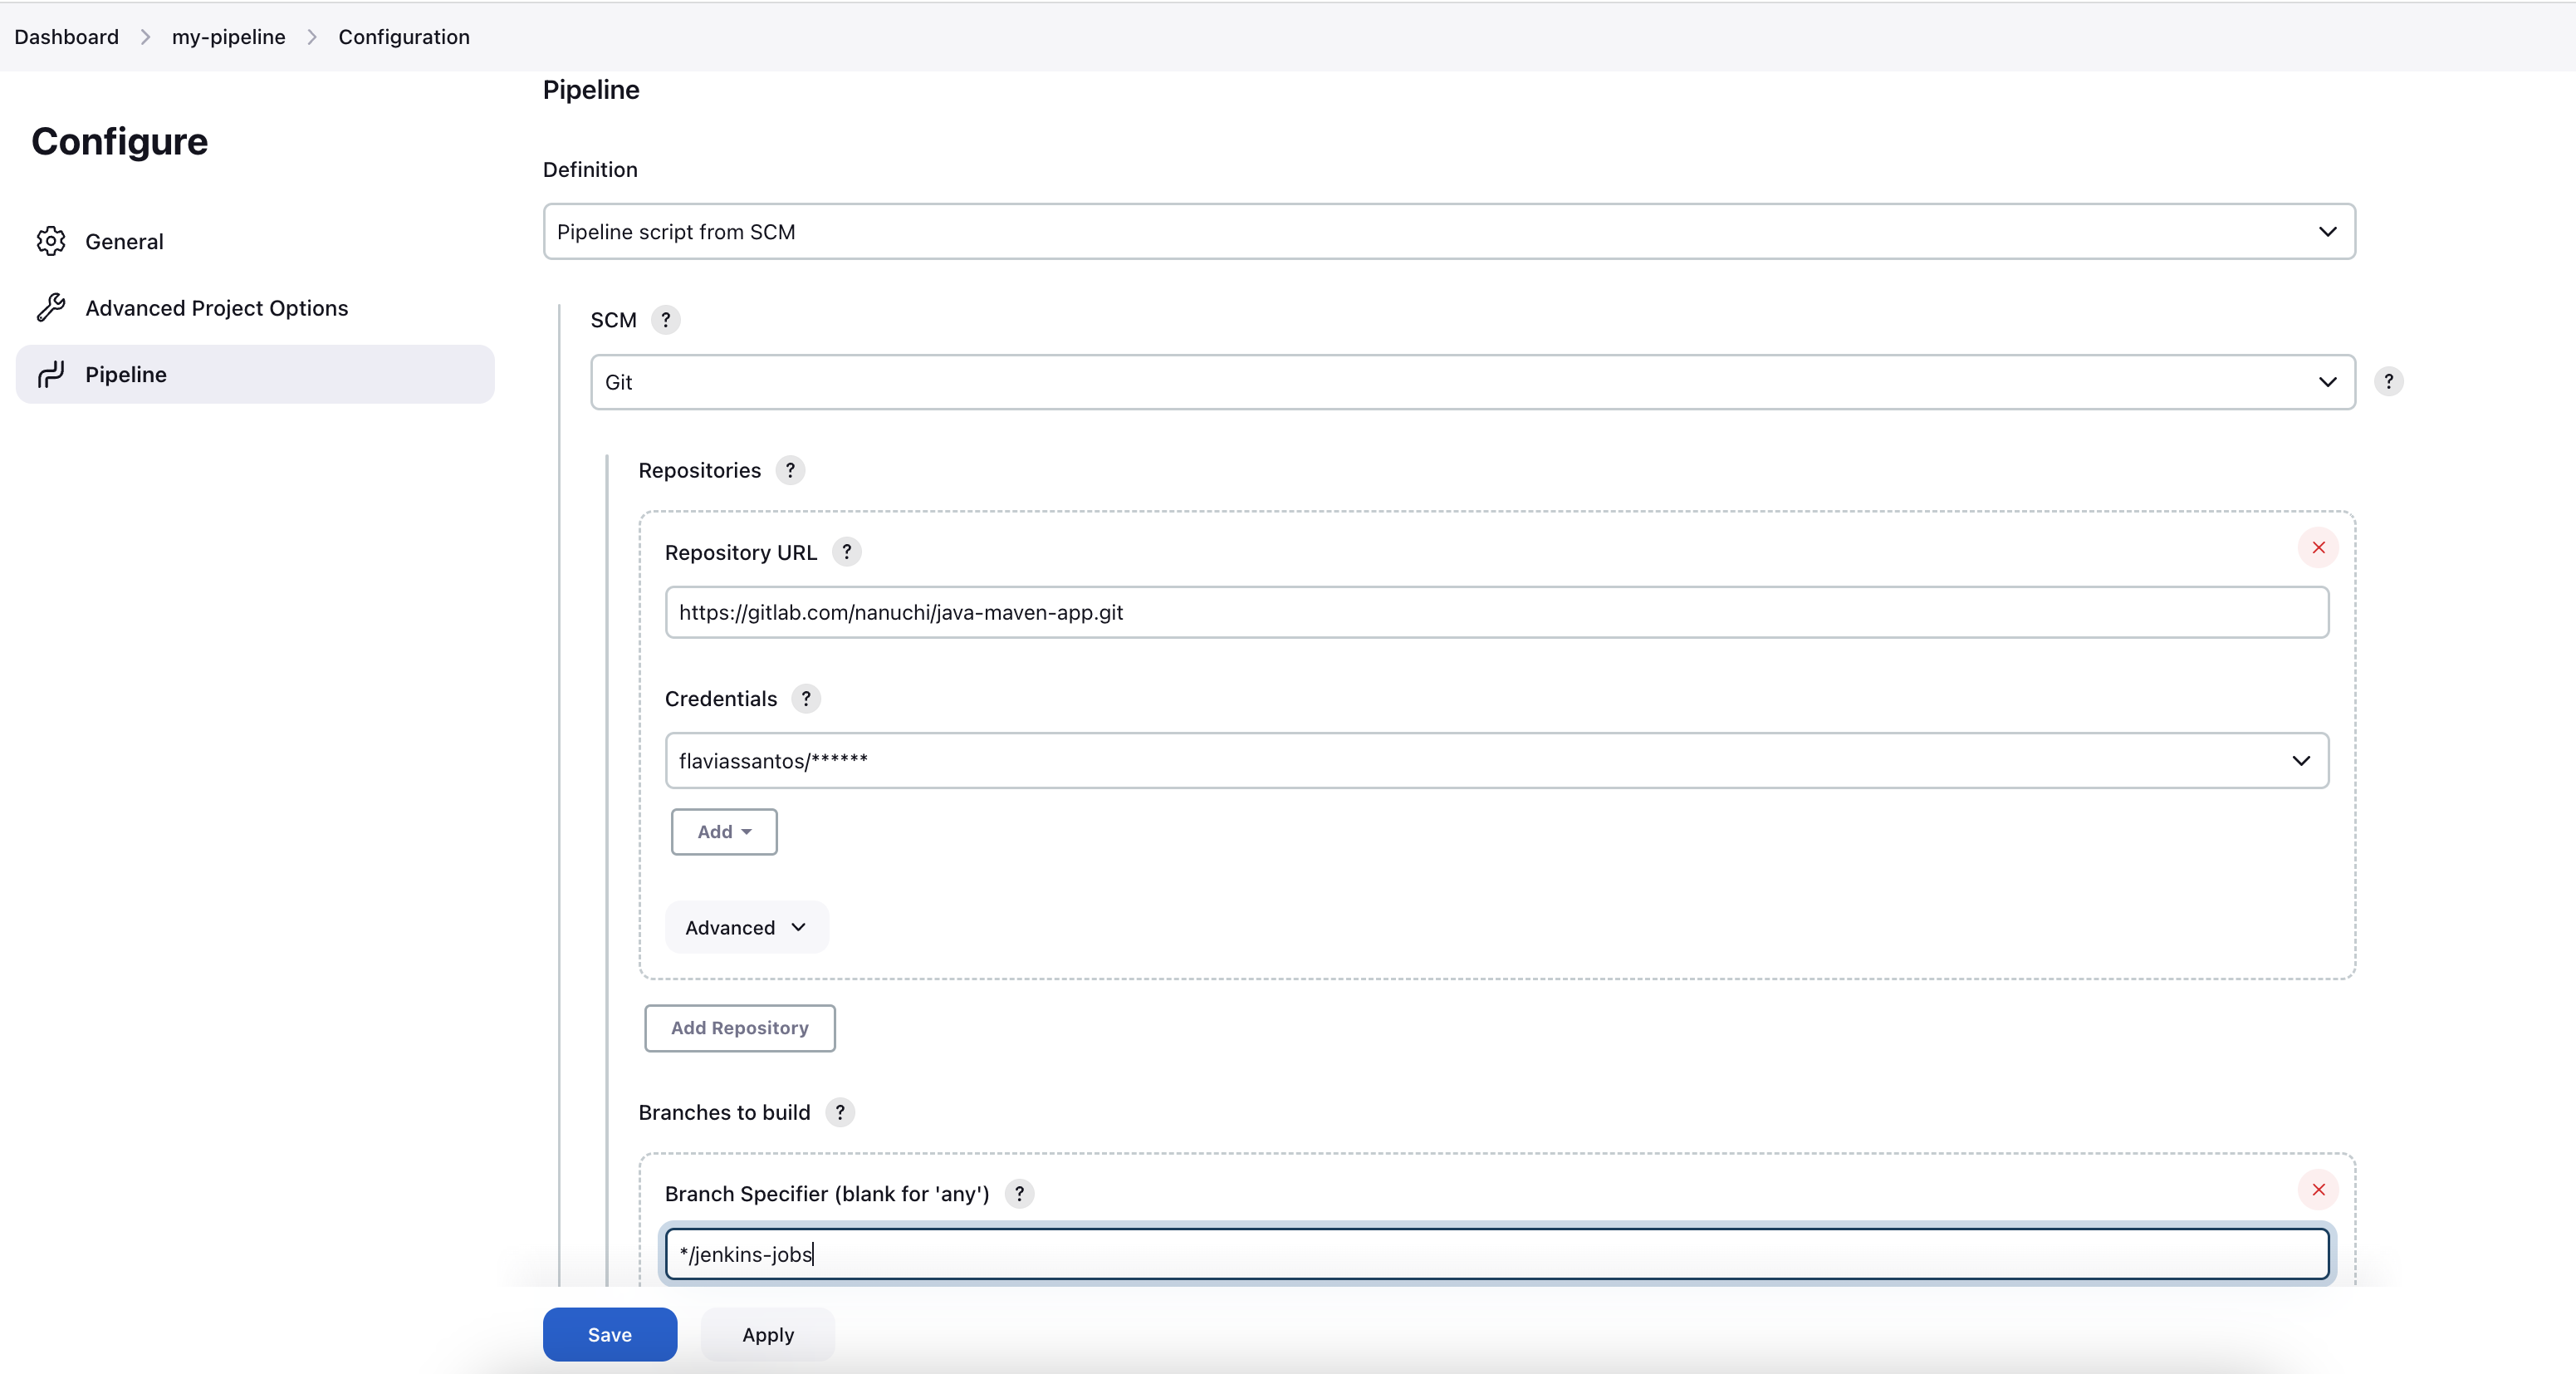 Dashboard > my-pipeline > Configuration
Configure
General
Advanced Project Options
Pipeline
Pipeline
Definition
Pipeline script from SCM
SCM ?
Git
?
Repositories ?
Repository URL ?
https://gitlab.com/nanuchi/java-maven-app.git
Credentials ?
flaviassantos/******
Add
Advanced
Add Repository
Branches to build ?
Branch Specifier (blank for 'any') ?
*/jenkins-jobs
Save
Apply